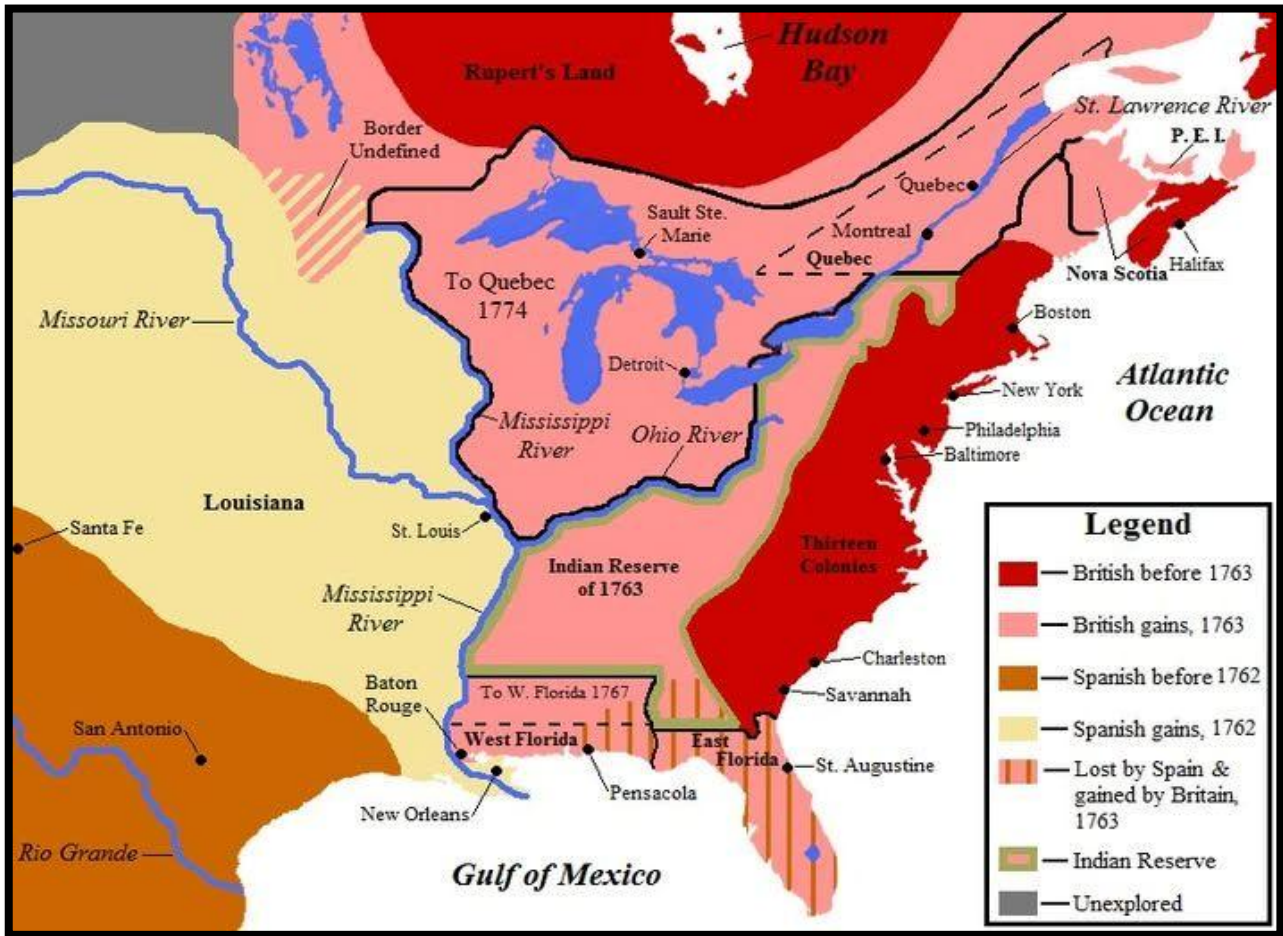 Hudson
Bay
Rupert's Land
St. Lawrence River
Border
Undefined
P. E. I.
Quebec
Sault Ste.
Marie
Montreal
Quebec
To Quebec
1774
Nova Scotia
Halifax
Missouri River
Boston
Detroit
Atlantic
Ocean
New York
Mississippi
River
Ohio River
Philadelphia
Baltimore
Louisiana
St. Louis
Santa Fe
Thirteen
Colonies
Indian Reserve
of 1763
Mississippi
River
Charleston
Savannah
Baton
Rouge
To W. Florida 1767
San Antonio
West Florida
East
Florida
St. Augustine
Pensacola
New Orleans
Rio Grande
Gulf of Mexico
Legend
British before 1763
British gains, 1763
Spanish before 1762
Spanish gains, 1762
Lost by Spain &
gained by Britain,
1763
Indian Reserve
Unexplored